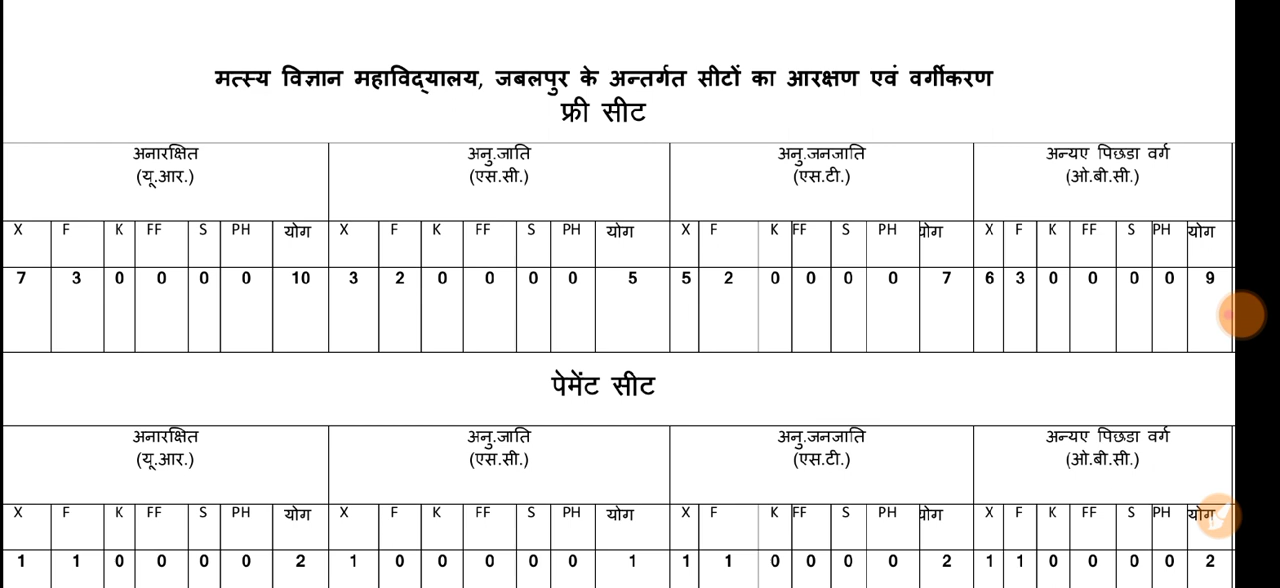 मत्स्य विज्ञान महाविद्यालय, जबलपुर के अन्तर्गत सीटों का आरक्षण एवं वर्गीकरण
फ्री सीट
अनारक्षित अनु.जाति अनु.जनजाति अन्यए पिछडा वर्ग
(यू.आर.) (एस.सी.) (एस.टी.) (ओ.बी.सी.)
X F K FF S PH योग X F K FF S PH योग X F K FF S PH योग X F K FF S PH योग
7 3 0 0 0 0 10 3 2 0 0 0 0 5 5 2 0 0 0 0 7 6 3 0 0 0 0 9
पेमेंट सीट
अनारक्षित अनु.जाति अनु.जनजाति अन्यए पिछडा वर्ग
(यू.आर.) (एस.सी.) (एस.टी.) (ओ.बी.सी.)
X F K FF S PH योग X F K FF S PH योग X F K FF S PH योग X F K FF S PH योग
1 1 0 0 0 0 2 1 0 0 0 0 0 1 1 1 0 0 0 0 2 1 1 0 0 0 0 2